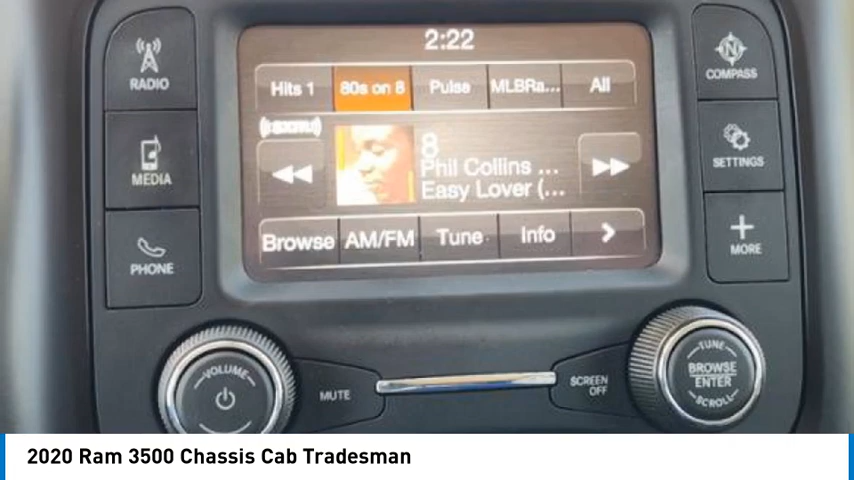 2:22
RADIO
Hits 1 80s on 8 Pulse MLBRa... All
COMPASS
((SiriusXM))
8
Phil Collins ...
Easy Lover (...
MEDIA
SETTINGS
Browse AM/FM Tune Info
PHONE
MORE
VOLUME
MUTE
SCREEN
OFF
TUNE
BROWSE
ENTER
SCROLL
2020 Ram 3500 Chassis Cab Tradesman